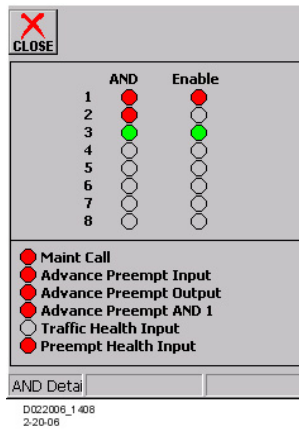 CLOSE
AND Enable
1
2
3
4
5
6
7
8
Maint Call
Advance Preempt Input
Advance Preempt Output
Advance Preempt AND 1
Traffic Health Input
Preempt Health Input
AND Detai
D022006_1408
2-20-06